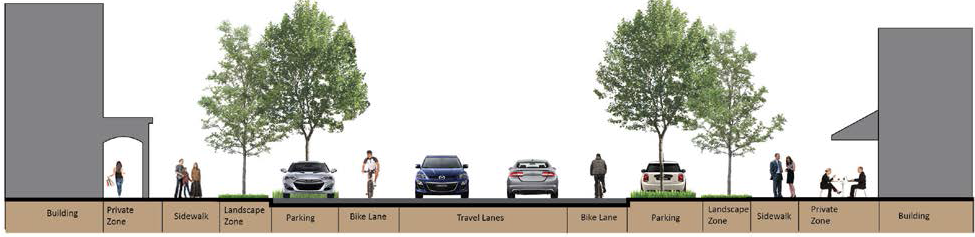 Building
Private
Zone
Sidewalk
Landscape
Zone
Parking
Bike Lane
Travel Lanes
Bike Lane
Parking
Landscape
Zone
Sidewalk
Private
Zone
Building